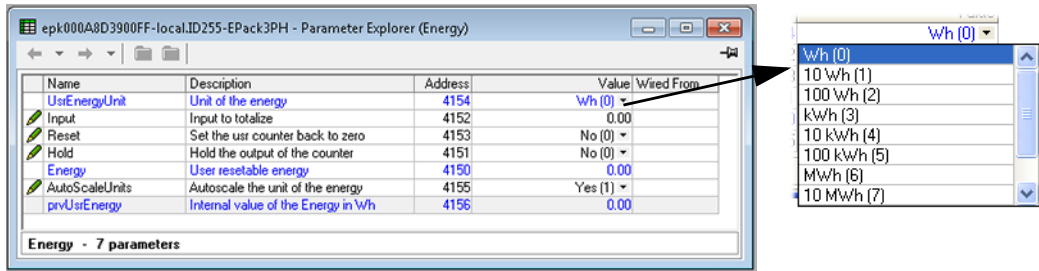 epk000A8D3900FF-local.ID255-EPack3PH - Parameter Explorer (Energy)
Name Description Address Value Wired From
UsrEnergyUnit Unit of the energy 4154 Wh (0)
Input Input to totalize 4152 0.00
Reset Set the usr counter back to zero 4153 No (0)
Hold Hold the output of the counter 4151 No (0)
Energy User resetable energy 4150 0.00
AutoScaleUnits Autoscale the unit of the energy 4155 Yes (1)
prvUsrEnergy Internal value of the Energy in Wh 4156 0.00
Energy - 7 parameters
Wh (0)
Wh (0)
10 Wh (1)
100 Wh (2)
kWh (3)
10 kWh (4)
100 kWh (5)
MWh (6)
10 MWh (7)